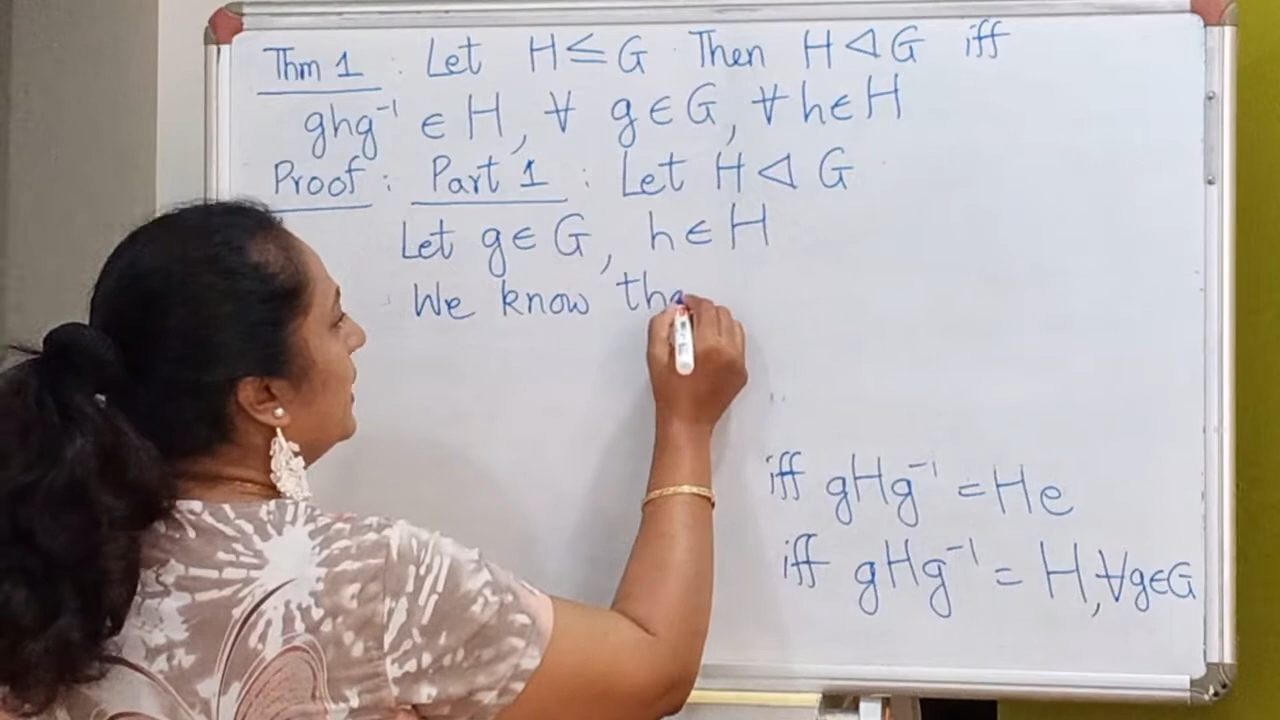 Thm 1 : Let H ≤ G Then H ⊲ G iff
ghg⁻¹ ∈ H, ∀ g ∈ G, ∀ h ∈ H
Proof : Part 1 : Let H ⊲ G
Let g ∈ G, h ∈ H
We know tha
iff gHg⁻¹ = He
iff gHg⁻¹ = H, ∀ g ∈ G